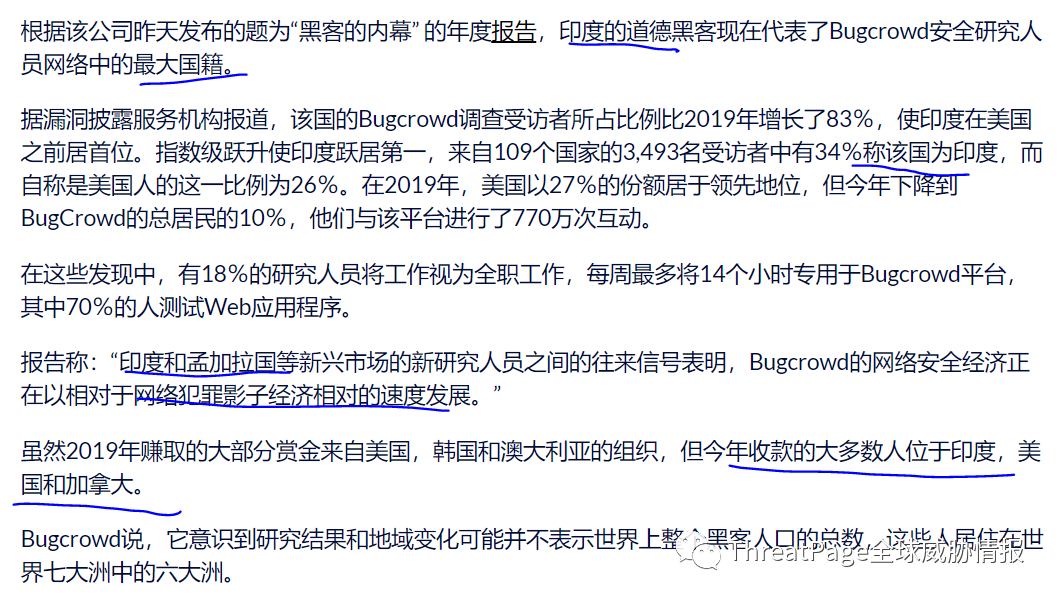 根据该公司昨天发布的题为“黑客的内幕” 的年度报告，印度的道德黑客现在代表了Bugcrowd安全研究人
员网络中的最大国籍。
据漏洞披露服务机构报道，该国的Bugcrowd调查受访者所占比例比2019年增长了83%，使印度在美国
之前居首位。指数级跃升使印度跃居第一，来自109个国家的3,493名受访者中有34%称该国为印度，而
自称是美国人的这一比例为26%。在2019年，美国以27%的份额居于领先地位，但今年下降到
BugCrowd的总居民的10%，他们与该平台进行了770万次互动。
在这些发现中，有18%的研究人员将工作视为全职工作，每周最多将14个小时专用于Bugcrowd平台，
其中70%的人测试Web应用程序。
报告称：“印度和孟加拉国等新兴市场的新研究人员之间的往来信号表明，Bugcrowd的网络安全经济正
在以相对于网络犯罪影子经济相对的速度发展。”
虽然2019年赚取的大部分赏金来自美国，韩国和澳大利亚的组织，但今年收款的大多数人位于印度，美
国和加拿大。
Bugcrowd说，它意识到研究结果和地域变化可能并不表示世界上整个黑客人口的总数，这些人居住在世
界七大洲中的六大洲。
ThreatPage全球威胁情报